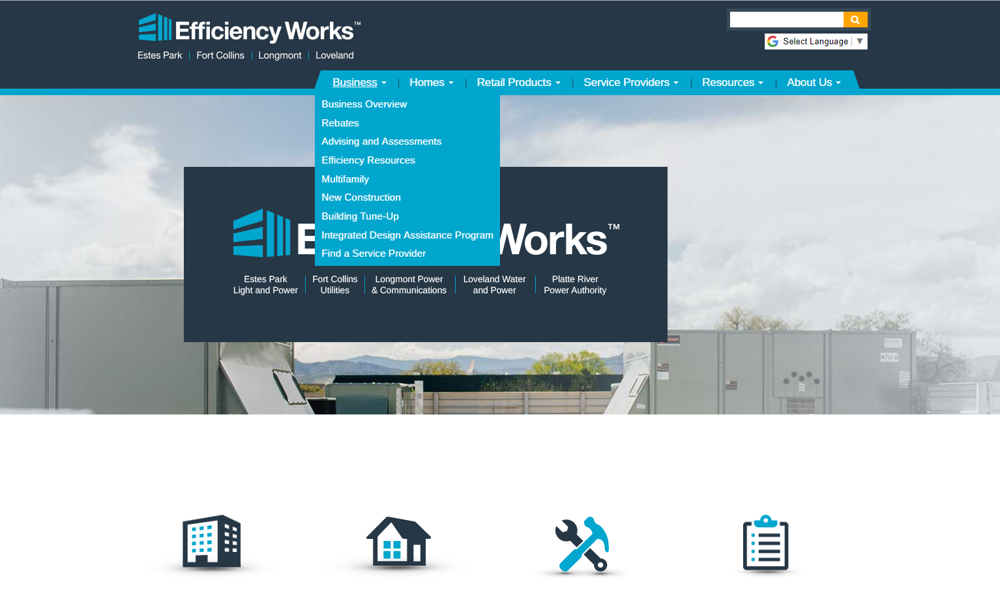 Efficiency Works™
Estes Park | Fort Collins | Longmont | Loveland
Select Language ▼
Business | Homes | Retail Products | Service Providers | Resources | About Us
Business Overview
Rebates
Advising and Assessments
Efficiency Resources
Multifamily
New Construction
Building Tune-Up
Integrated Design Assistance Program
Find a Service Provider
E Works™
Estes Park
Light and Power
Fort Collins
Utilities
Longmont Power
& Communications
Loveland Water
and Power
Platte River
Power Authority
RTU-6